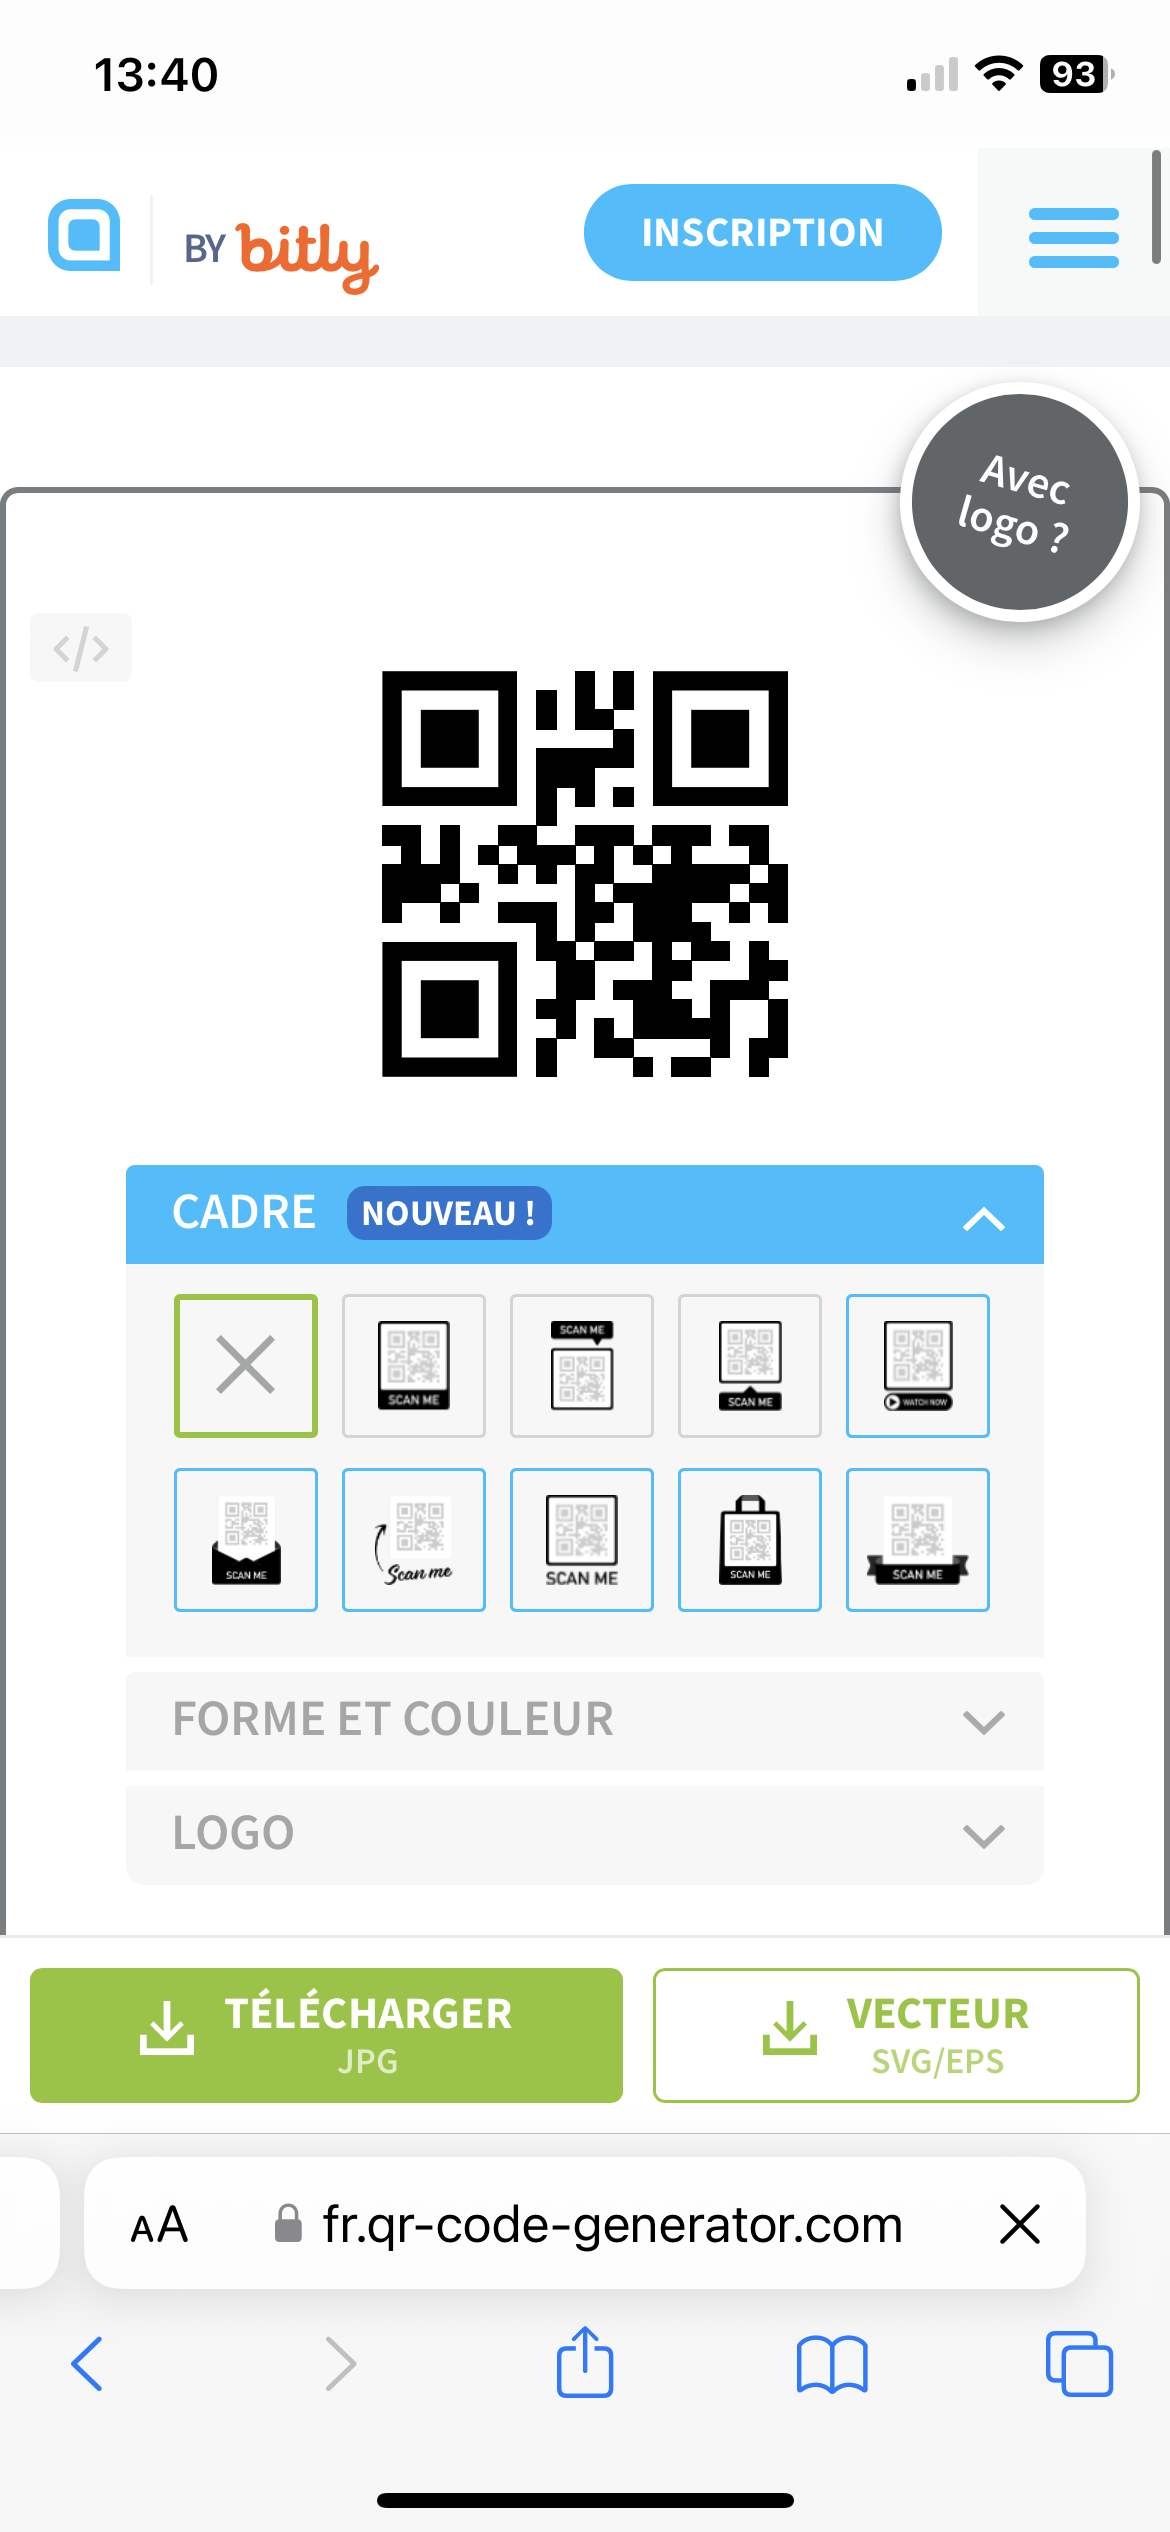 13:40
93
BY bitly
INSCRIPTION
Avec
logo ?
</>
CADRE NOUVEAU !
SCAN ME
SCAN ME
SCAN ME
WATCH NOW
SCAN ME
Scan me
SCAN ME
SCAN ME
SCAN ME
FORME ET COULEUR
LOGO
TÉLÉCHARGER
JPG
VECTEUR
SVG/EPS
AA fr.qr-code-generator.com